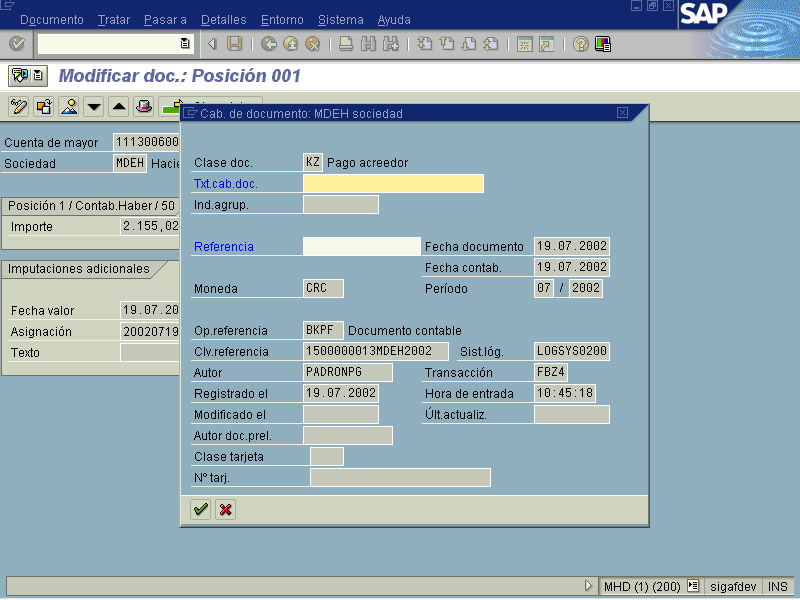 Documento Tratar Pasar a Detalles Entorno Sistema Ayuda
SAP
Modificar doc.: Posición 001
Cab. de documento: MDEH sociedad
Cuenta de mayor 111300600
Sociedad MDEH
Posición 1 / Contab.Haber / 50
Importe 2.155,02
Imputaciones adicionales
Fecha valor 19.07.20
Asignación 20020719
Texto
Clase doc. KZ Pago acreedor
Txt.cab.doc.
Ind.agrup.
Referencia Fecha documento 19.07.2002
Fecha contab. 19.07.2002
Moneda CRC Período 07 / 2002
Op.referencia BKPF Documento contable
Clv.referencia 1500000013MDEH2002 Sist.lóg. LOGSYS0200
Autor PADRONPG Transacción FBZ4
Registrado el 19.07.2002 Hora de entrada 10:45:18
Modificado el Últ.actualiz.
Autor doc.prel.
Clase tarjeta
Nº tarj.
MHD (1) (200) sigafdev INS